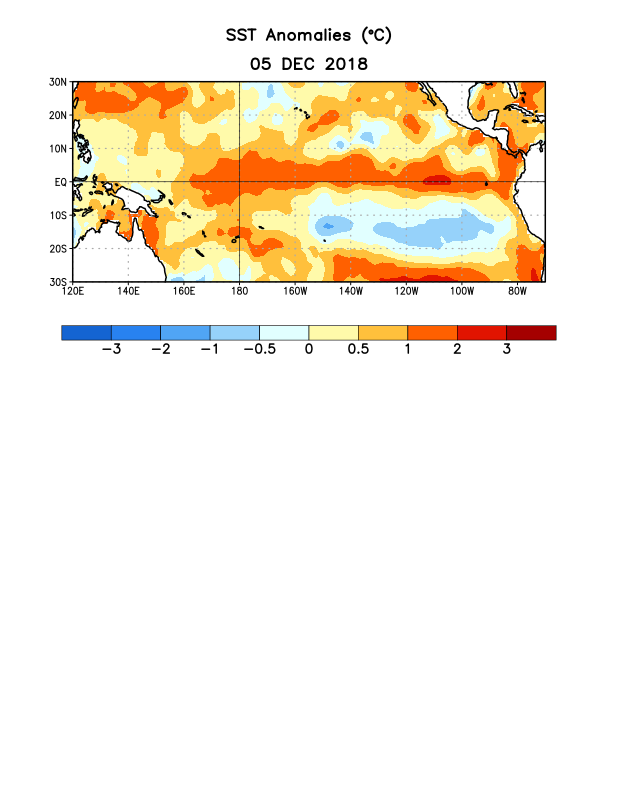 SST Anomalies (°C)
05 DEC 2018
30N
20N
10N
EQ
10S
20S
30S
120E 140E 160E 180 160W 140W 120W 100W 80W
−3 −2 −1 −0.5 0 0.5 1 2 3